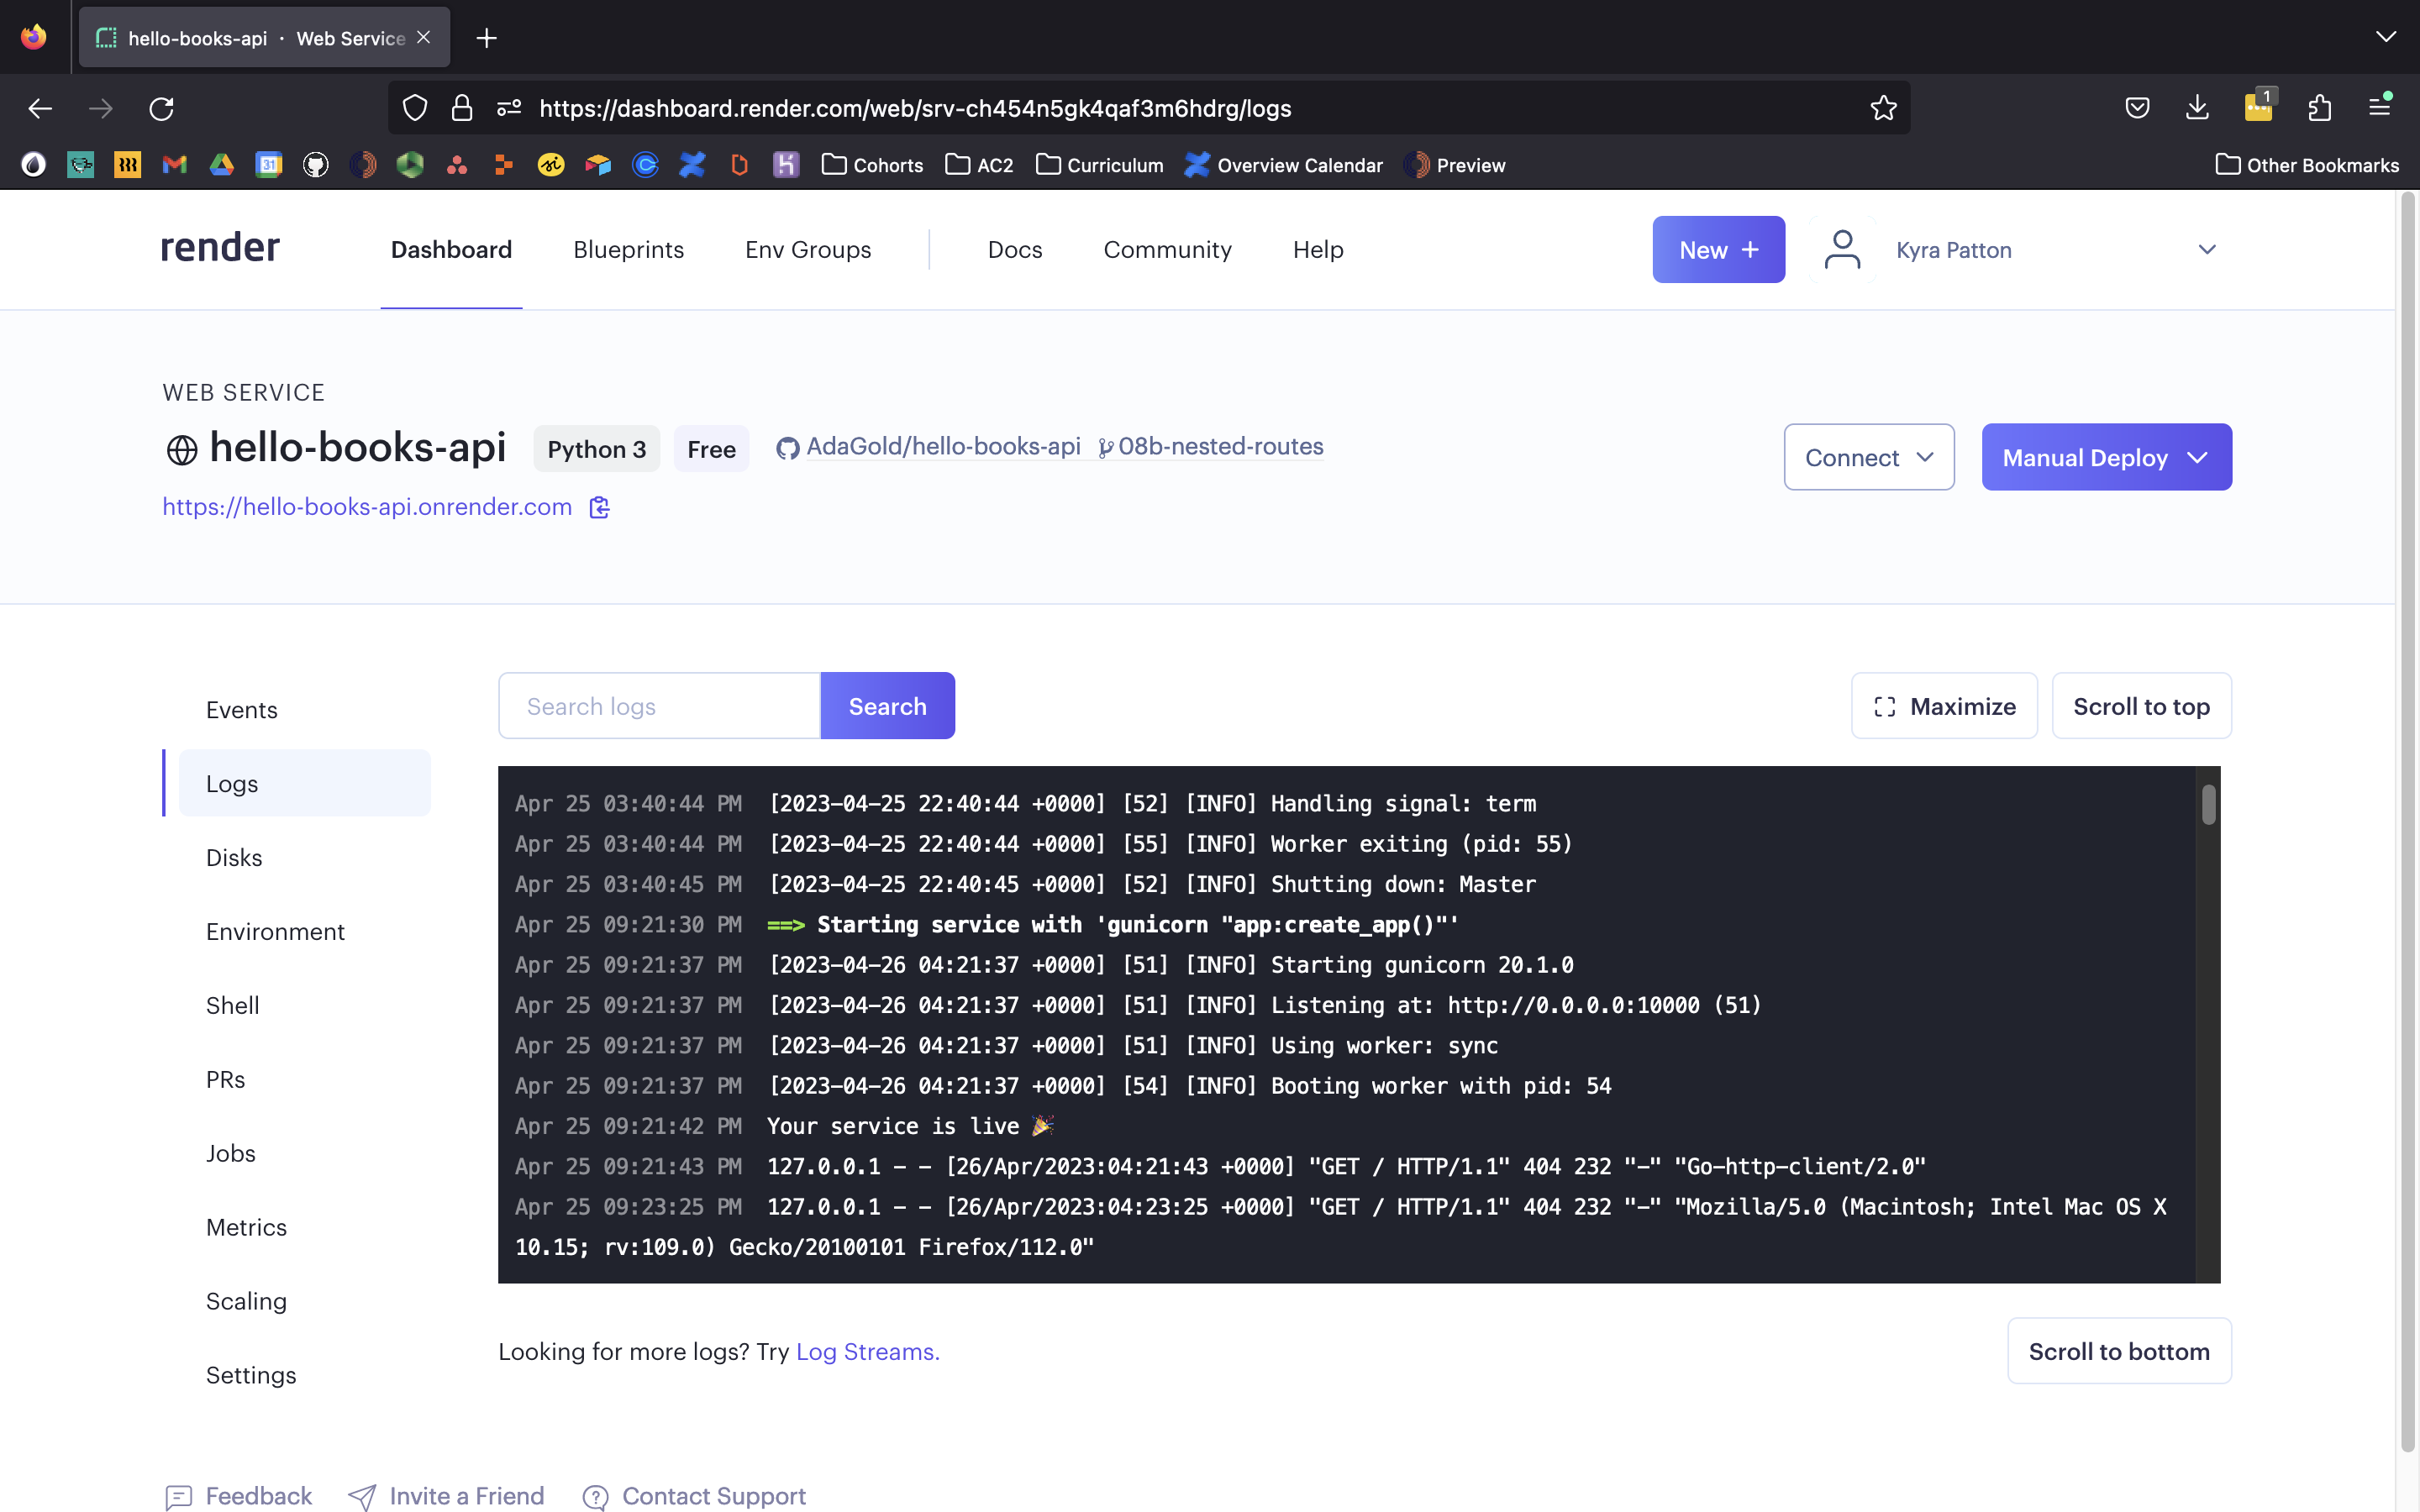 hello-books-api · Web Service
https://dashboard.render.com/web/srv-ch454n5gk4qaf3m6hdrg/logs
1
31
Cohorts
AC2
Curriculum
Overview Calendar
Preview
Other Bookmarks
render
Dashboard
Blueprints
Env Groups
Docs
Community
Help
New +
Kyra Patton
WEB SERVICE
hello-books-api
Python 3
Free
AdaGold/hello-books-api
08b-nested-routes
Connect
Manual Deploy
https://hello-books-api.onrender.com
Events
Logs
Disks
Environment
Shell
PRs
Jobs
Metrics
Scaling
Settings
Search logs
Search
Maximize
Scroll to top
Apr 25 03:40:44 PM [2023-04-25 22:40:44 +0000] [52] [INFO] Handling signal: term
Apr 25 03:40:44 PM [2023-04-25 22:40:44 +0000] [55] [INFO] Worker exiting (pid: 55)
Apr 25 03:40:45 PM [2023-04-25 22:40:45 +0000] [52] [INFO] Shutting down: Master
Apr 25 09:21:30 PM ==> Starting service with 'gunicorn "app:create_app()"'
Apr 25 09:21:37 PM [2023-04-26 04:21:37 +0000] [51] [INFO] Starting gunicorn 20.1.0
Apr 25 09:21:37 PM [2023-04-26 04:21:37 +0000] [51] [INFO] Listening at: http://0.0.0.0:10000 (51)
Apr 25 09:21:37 PM [2023-04-26 04:21:37 +0000] [51] [INFO] Using worker: sync
Apr 25 09:21:37 PM [2023-04-26 04:21:37 +0000] [54] [INFO] Booting worker with pid: 54
Apr 25 09:21:42 PM Your service is live 🎉
Apr 25 09:21:43 PM 127.0.0.1 - - [26/Apr/2023:04:21:43 +0000] "GET / HTTP/1.1" 404 232 "-" "Go-http-client/2.0"
Apr 25 09:23:25 PM 127.0.0.1 - - [26/Apr/2023:04:23:25 +0000] "GET / HTTP/1.1" 404 232 "-" "Mozilla/5.0 (Macintosh; Intel Mac OS X
10.15; rv:109.0) Gecko/20100101 Firefox/112.0"
Looking for more logs? Try Log Streams.
Scroll to bottom
Feedback
Invite a Friend
Contact Support